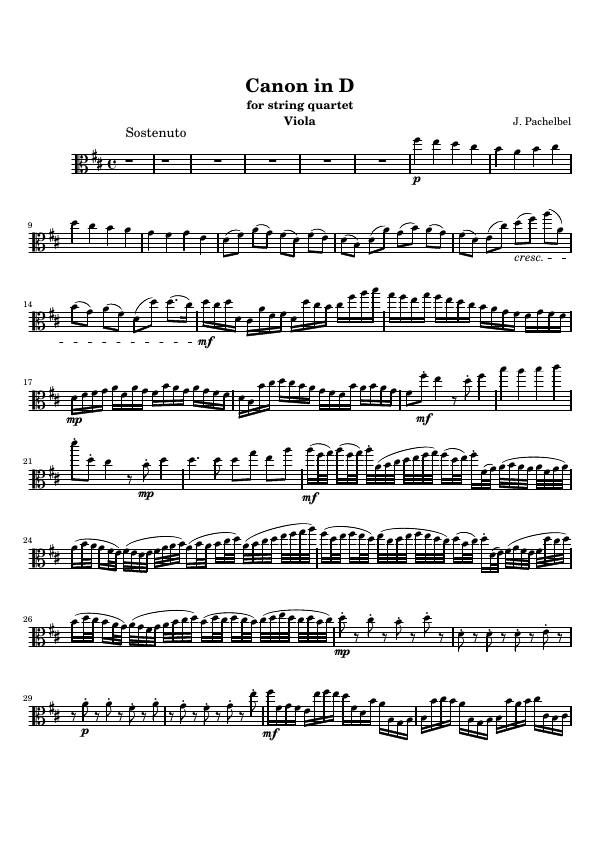 Canon in D
for string quartet
Viola
J. Pachelbel
Sostenuto
p
9
cresc.
14
mf
17
mp
mf
21
mp
mf
24
26
mp
29
p
mf